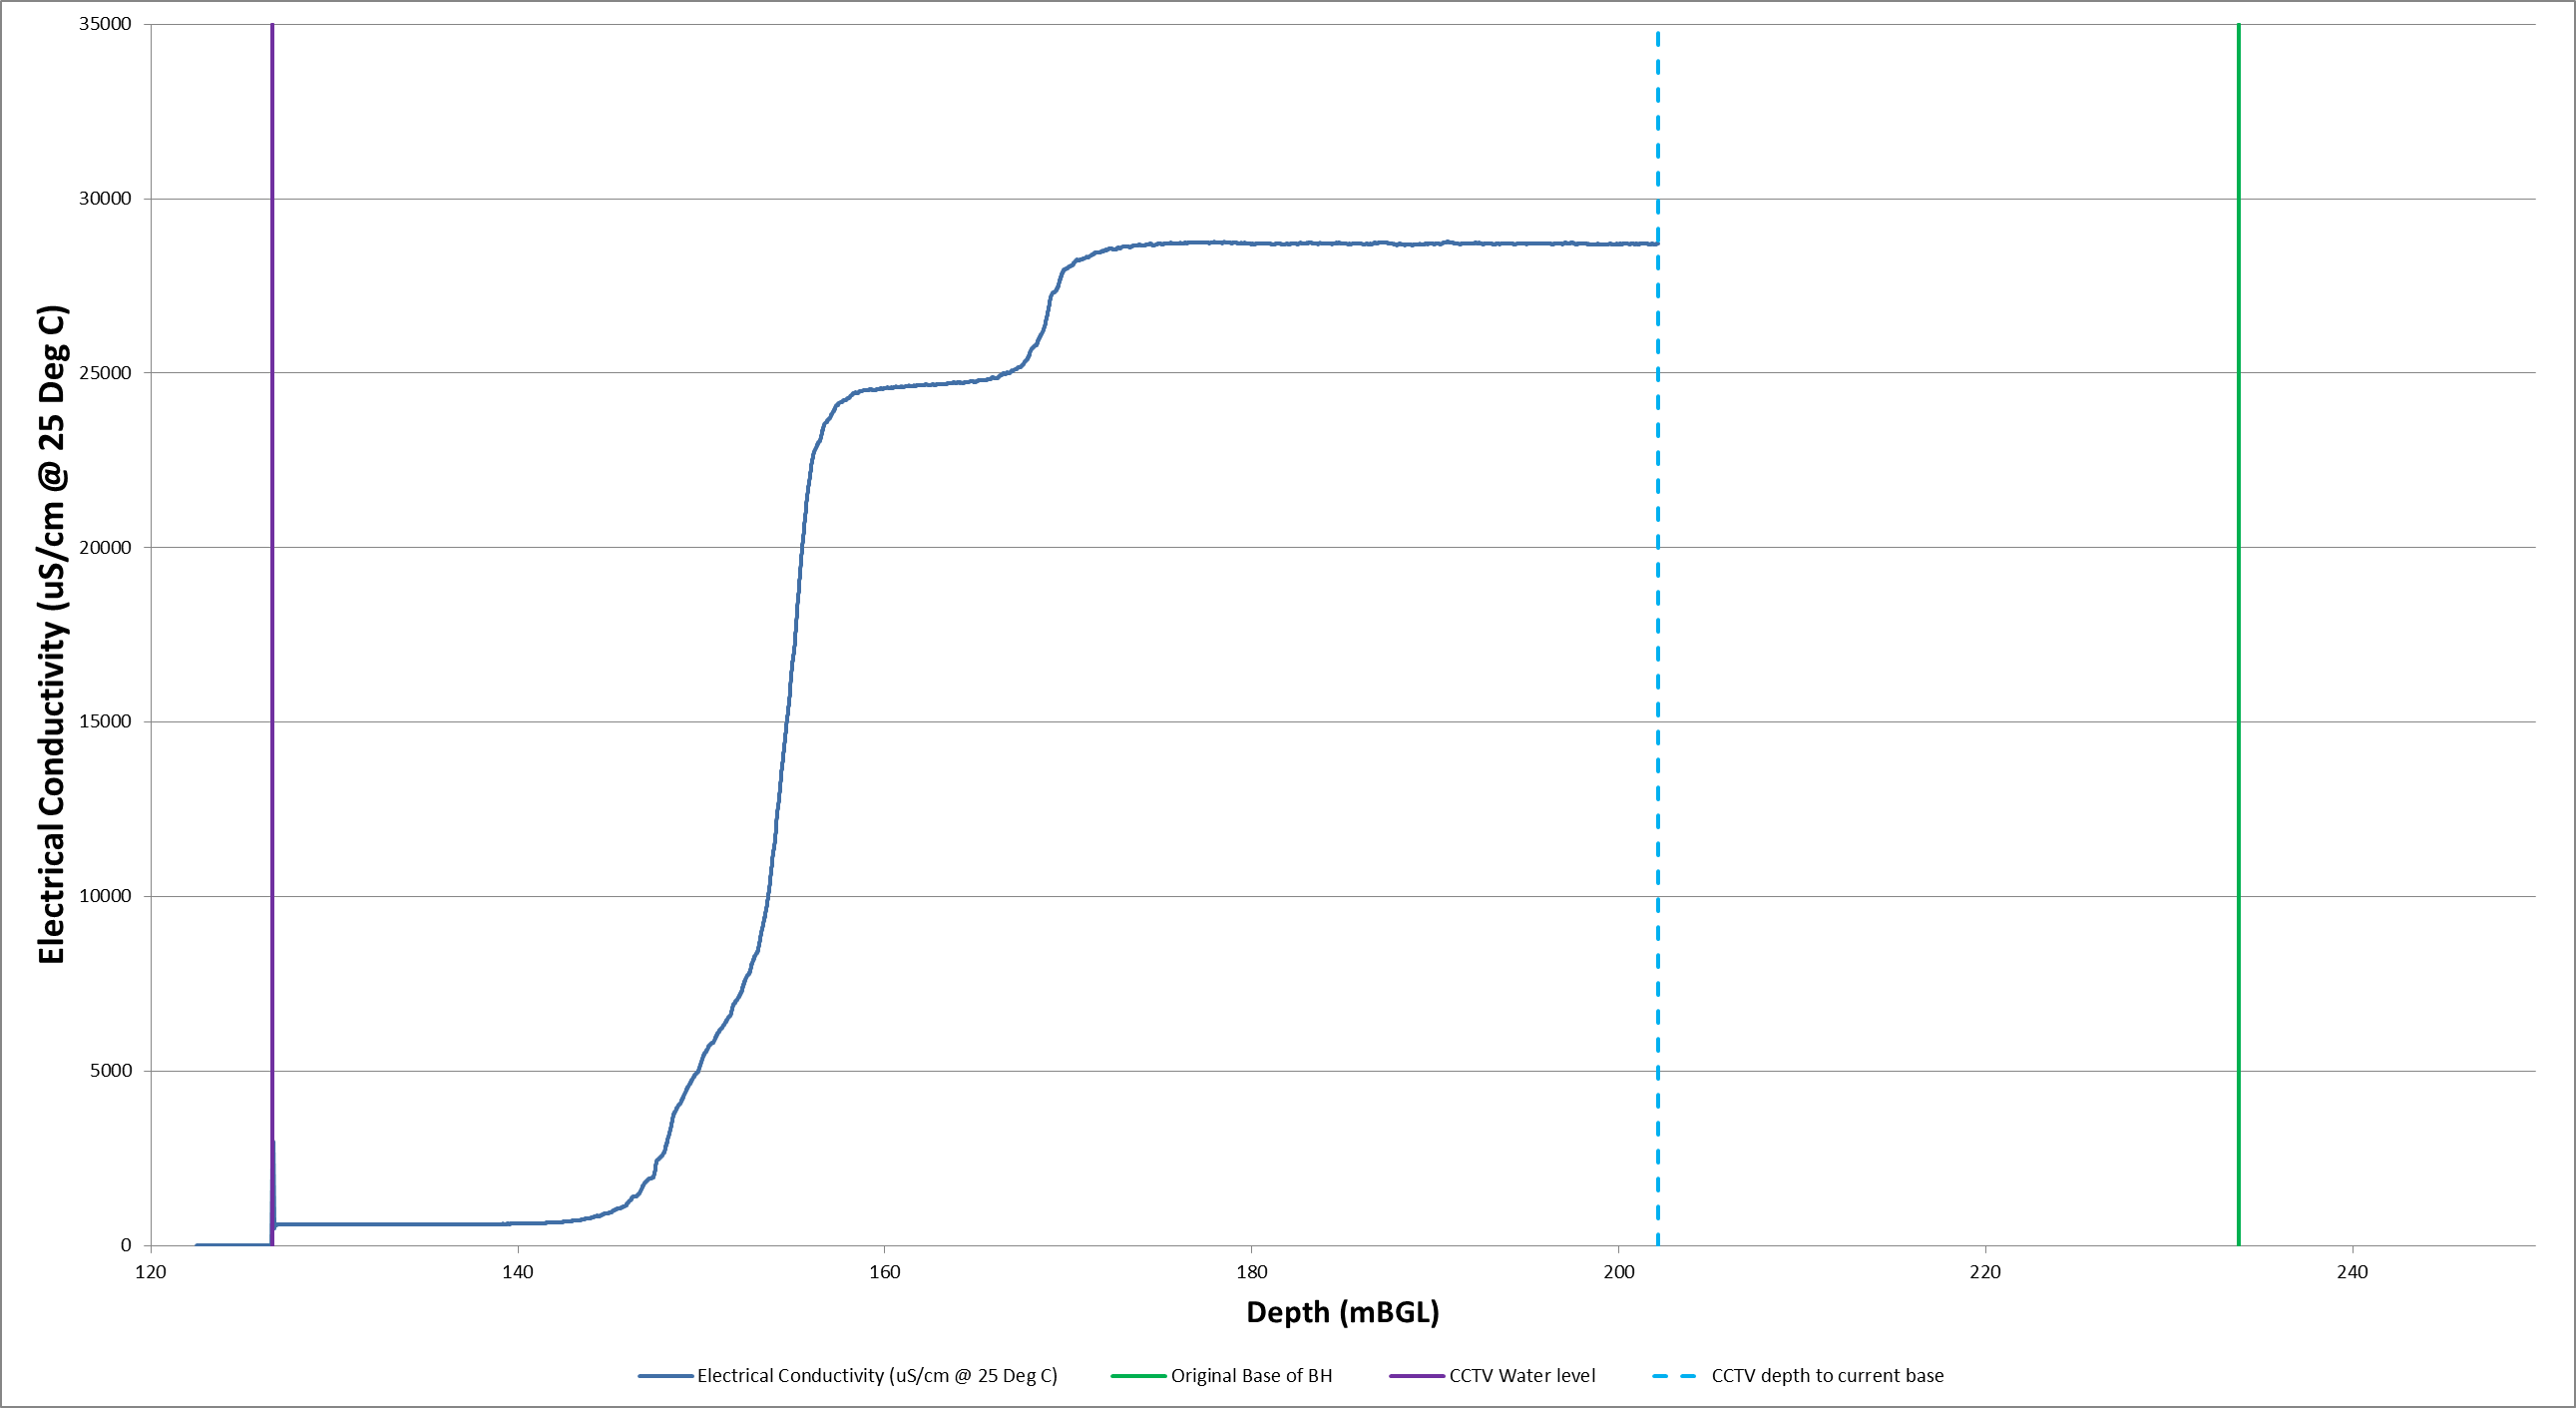 35000
30000
25000
20000
15000
10000
5000
0
Electrical Conductivity (uS/cm @ 25 Deg C)
120 140 160 180 200 220 240
Depth (mBGL)
Electrical Conductivity (uS/cm @ 25 Deg C) Original Base of BH CCTV Water level CCTV depth to current base